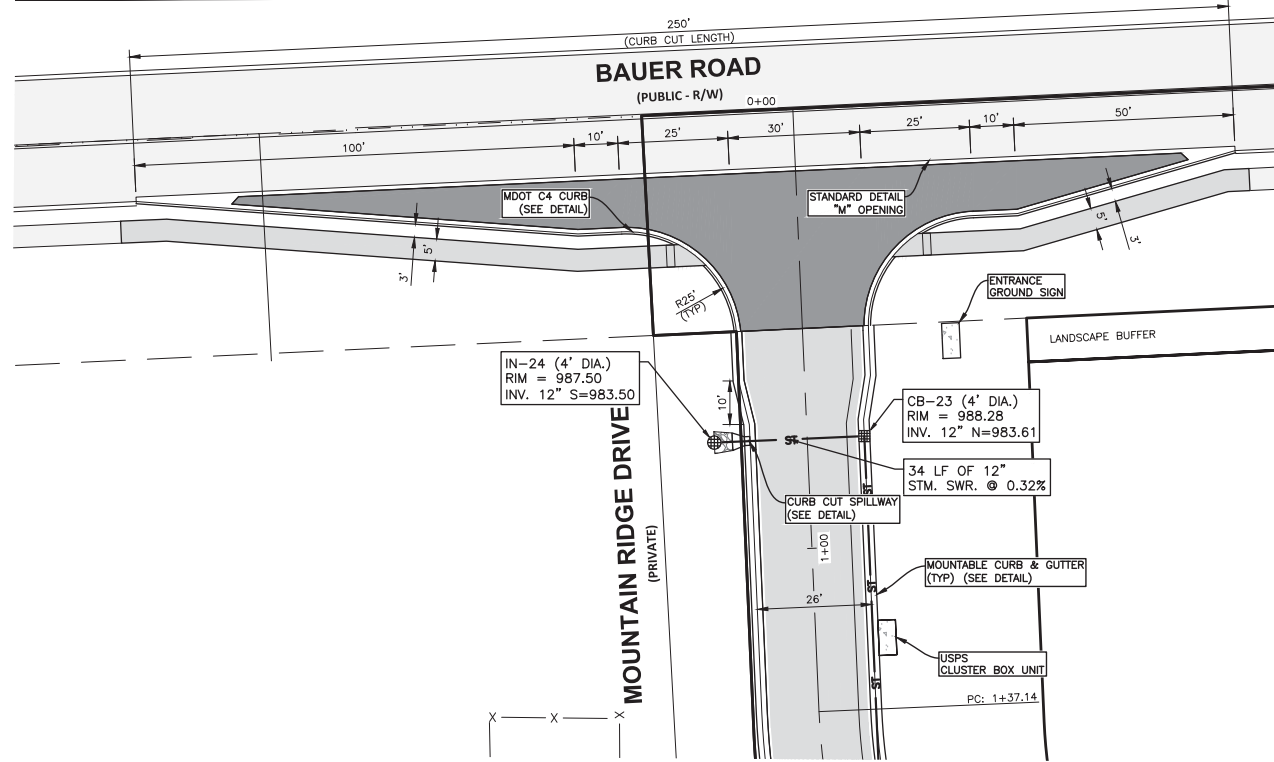 250'
(CURB CUT LENGTH)
BAUER ROAD
(PUBLIC - R/W)
0+00
100'
10'
25'
30'
25'
10'
50'
MDOT C4 CURB
(SEE DETAIL)
STANDARD DETAIL
"M" OPENING
3'
5'
5'
3'
R25'
(TYP)
ENTRANCE
GROUND SIGN
LANDSCAPE BUFFER
IN-24 (4' DIA.)
RIM = 987.50
INV. 12" S=983.50
10'
CB-23 (4' DIA.)
RIM = 988.28
INV. 12" N=983.61
ST
34 LF OF 12"
STM. SWR. @ 0.32%
ST
CURB CUT SPILLWAY
(SEE DETAIL)
MOUNTAIN RIDGE DRIVE
(PRIVATE)
1+00
MOUNTABLE CURB & GUTTER
(TYP) (SEE DETAIL)
ST
26'
USPS
CLUSTER BOX UNIT
ST
PC: 1+37.14
X X X